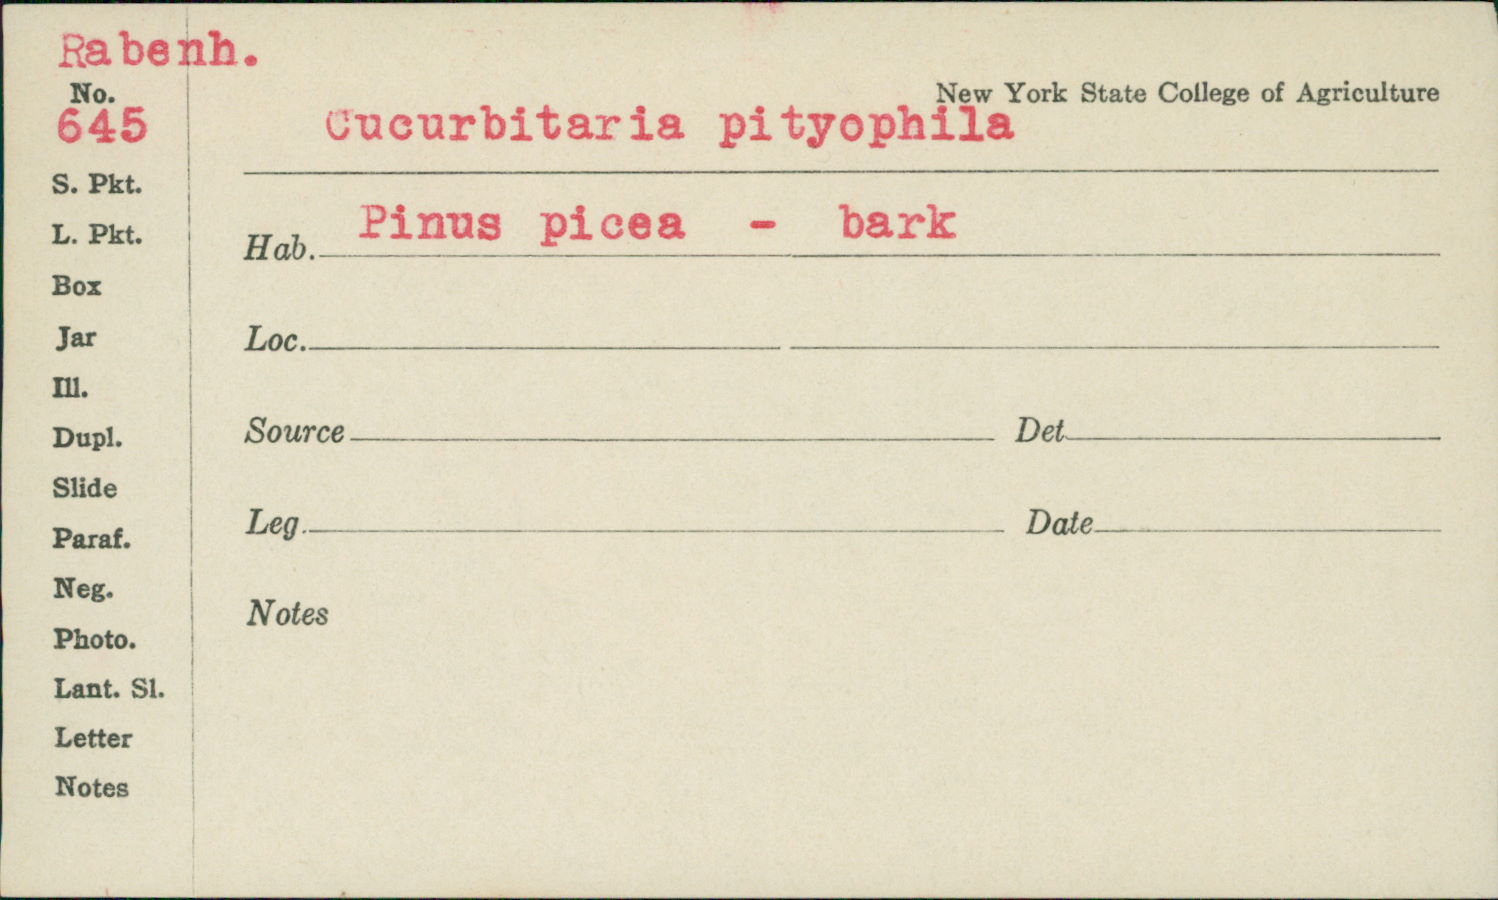 Rabenh.
No.
645
New York State College of Agriculture
Cucurbitaria pityophila
S. Pkt.
L. Pkt.
Box
Jar
Ill.
Dupl.
Slide
Paraf.
Neg.
Photo.
Lant. Sl.
Letter
Notes
Hab. Pinus picea - bark
Loc.
Source Det.
Leg. Date
Notes